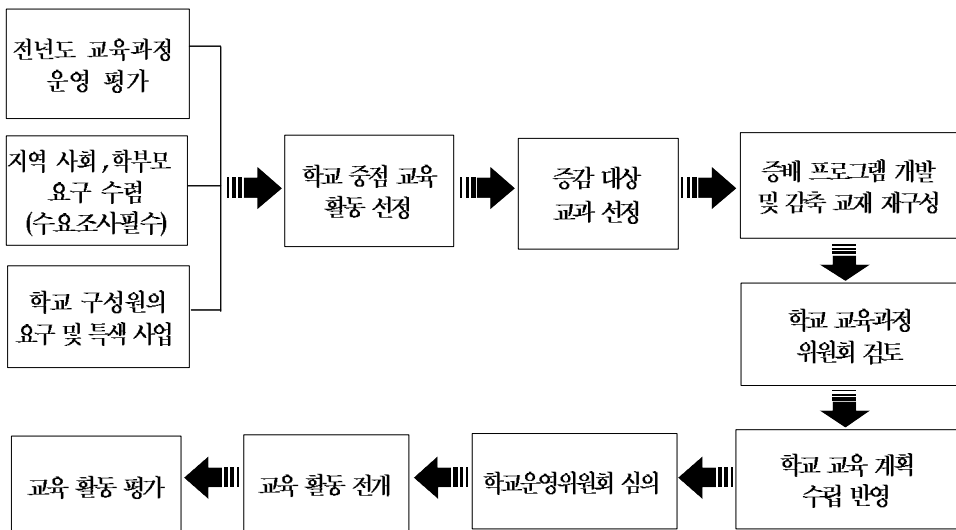 전년도 교육과정
운영 평가
지역 사회 , 학부모
요구 수렴
(수요조사필수)
학교 구성원의
요구 및 특색 사업
학교 중점 교육
활동 선정
증감 대상
교과 선정
증배 프로그램 개발
및 감축 교재 재구성
학교 교육과정
위원회 검토
학교 교육 계획
수립 반영
학교운영위원회 심의
교육 활동 전개
교육 활동 평가